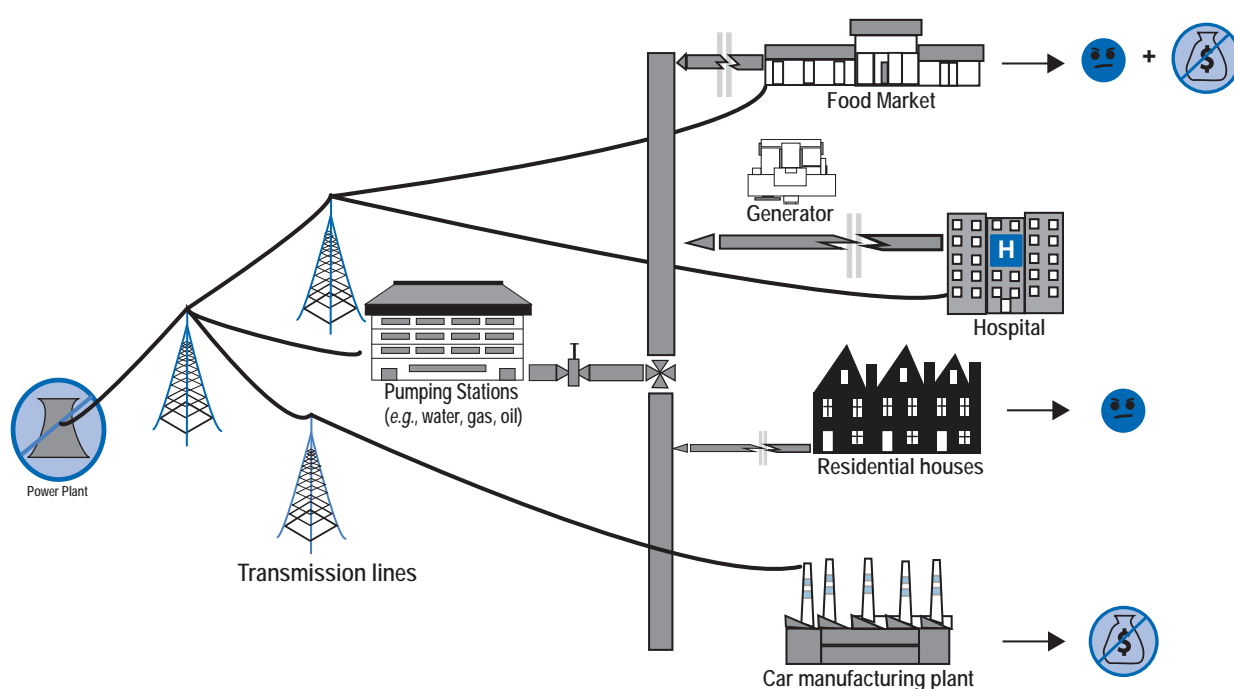 $
+
Food Market
Generator
H
Hospital
Pumping Stations
(e.g., water, gas, oil)
Residential houses
Power Plant
Transmission lines
$
Car manufacturing plant